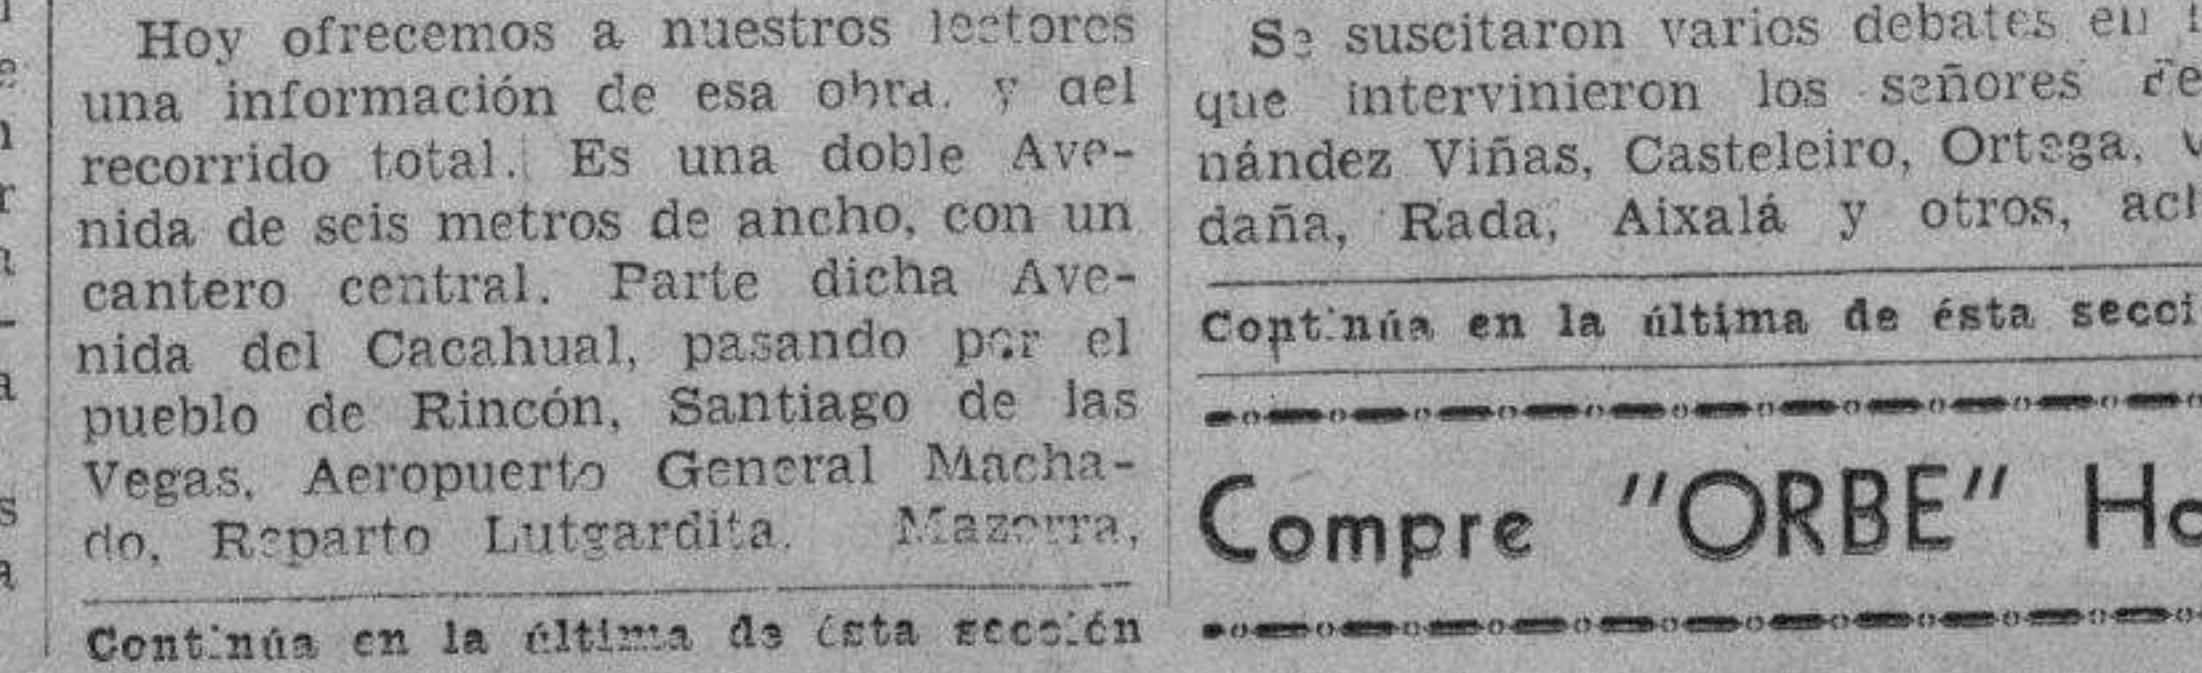 Hoy ofrecemos a nuestros lectores
una información de esa obra, y del
recorrido total. Es una doble Ave-
nida de seis metros de ancho, con un
cantero central. Parte dicha Ave-
nida del Cacahual, pasando por el
pueblo de Rincón, Santiago de las
Vegas, Aeropuerto General Macha-
do, Reparto Lutgardita. Mazorra,
Continúa en la última de ésta sección
Se suscitaron varios debates en
que intervinieron los señores
nández Viñas, Casteleiro, Ortega,
daña, Rada, Aixalá y otros, acl
Continúa en la última de ésta secci
Compre "ORBE" Ho